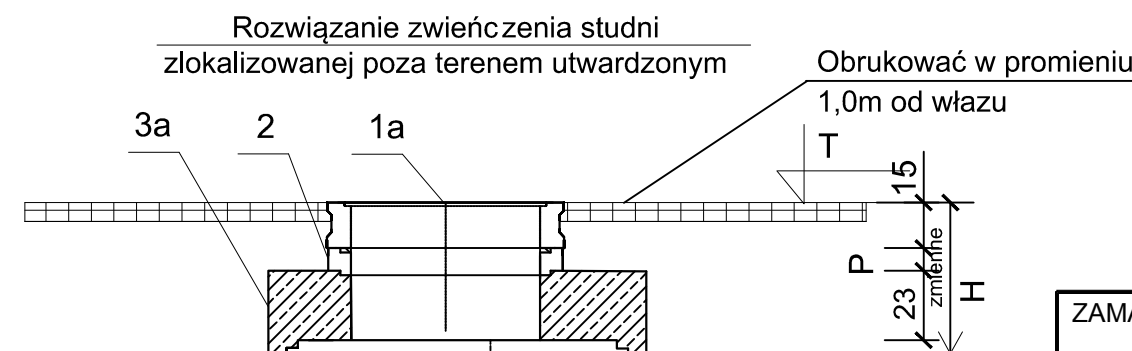 Rozwiązanie zwieńczenia studni
zlokalizowanej poza terenem utwardzonym
Obrukować w promieniu
1,0m od włazu
3a
2
1a
T
15
P
zmienne
H
23